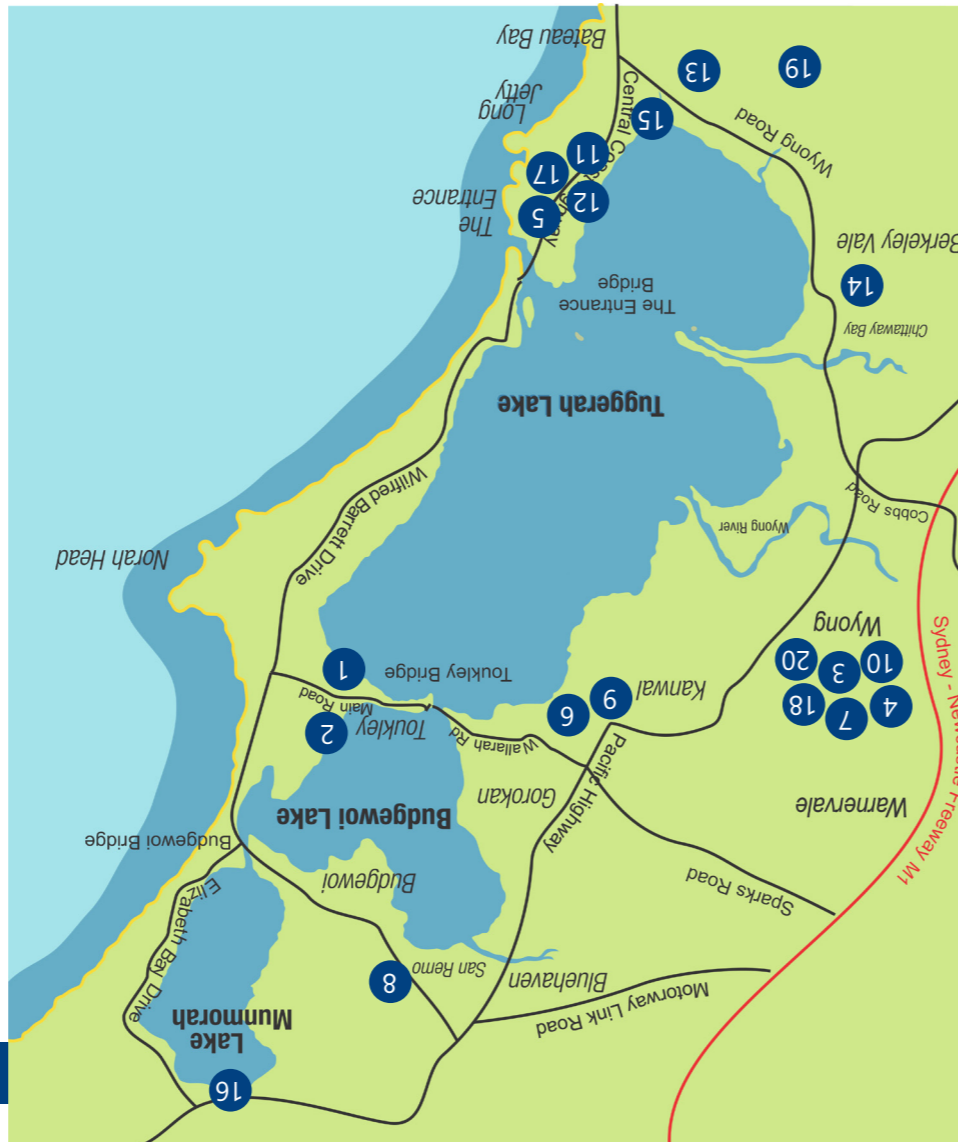 16
Lake
Munmorah
Elizabeth Bay Drive
Motorway Link Road
Bluehaven
San Remo
8
Sydney - Newcastle Freeway M1
Sparks Road
Budgewoi
Budgewoi Bridge
Warnervale
Pacific Highway
Gorokan
Budgewoi Lake
Wallarah Rd
Toukley
2
Main Road
4
7
18
10
3
20
Wyong
Kanwal
9
6
Toukley Bridge
1
Norah Head
Wyong River
Wilfred Barrett Drive
Cobbs Road
Tuggerah Lake
Chittaway Bay
14
Berkeley Vale
The Entrance
Bridge
The
Entrance
5
12
17
11
Central Coast Highway
15
Wyong Road
Long
Jetty
19
13
Bateau Bay